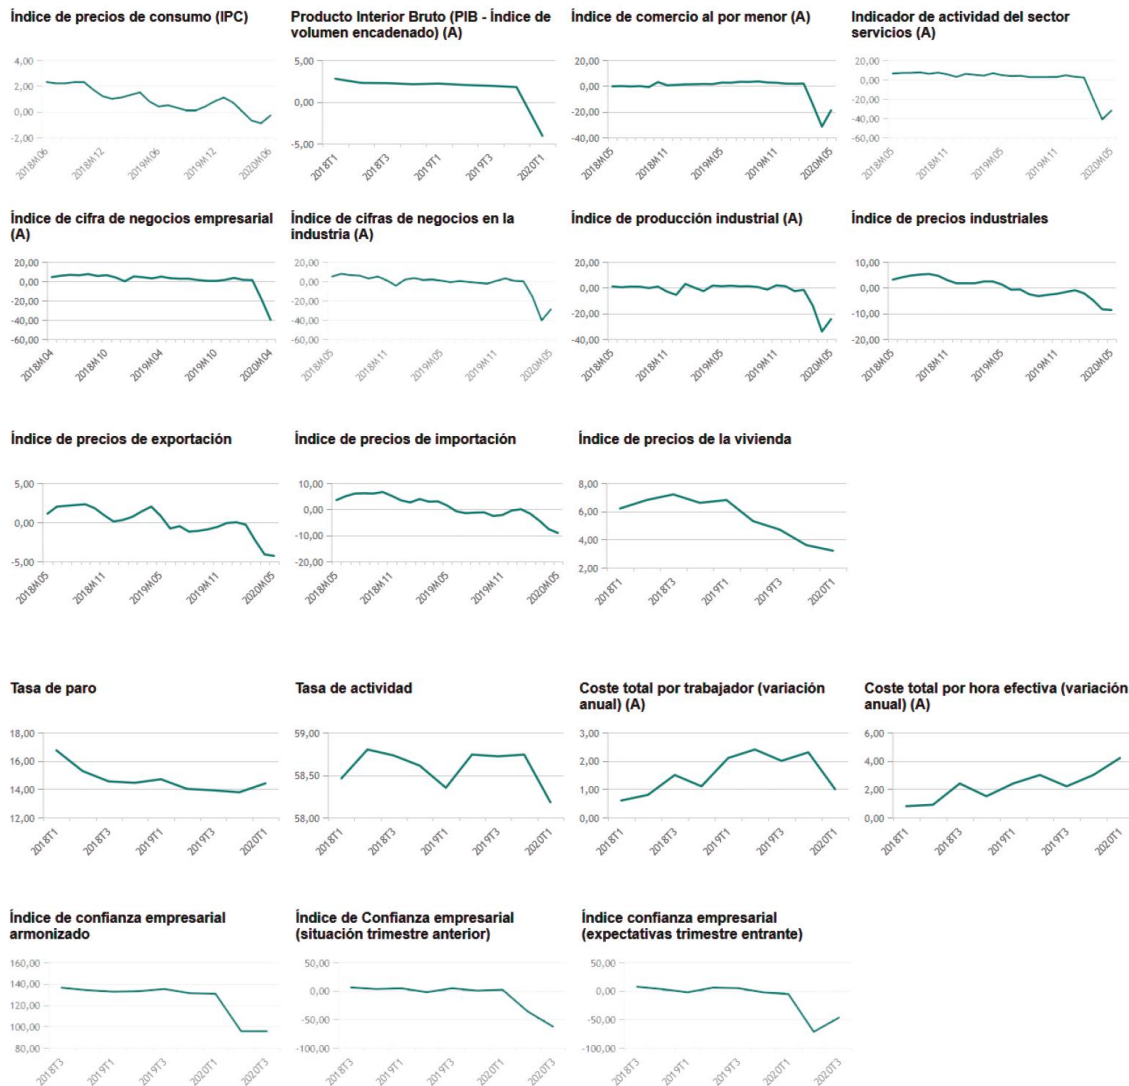 Índice de precios de consumo (IPC)
4,00
2,00
0,00
-2,00
2018M06
2018M12
2019M06
2019M12
2020M06
Producto Interior Bruto (PIB - Índice de
volumen encadenado) (A)
5,00
0,00
-5,00
2018T1
2018T3
2019T1
2019T3
2020T1
Índice de comercio al por menor (A)
20,00
0,00
-20,00
-40,00
2018M05
2018M11
2019M05
2019M11
2020M05
Indicador de actividad del sector
servicios (A)
20,00
0,00
-20,00
-40,00
-60,00
2018M05
2018M11
2019M05
2019M11
2020M05
Índice de cifra de negocios empresarial
(A)
20,00
0,00
-20,00
-40,00
-60,00
2018M04
2018M10
2019M04
2019M10
2020M04
Índice de cifras de negocios en la
industria (A)
20,00
0,00
-20,00
-40,00
-60,00
2018M05
2018M11
2019M05
2019M11
2020M05
Índice de producción industrial (A)
20,00
0,00
-20,00
-40,00
2018M05
2018M11
2019M05
2019M11
2020M05
Índice de precios industriales
10,00
0,00
-10,00
-20,00
2018M05
2018M11
2019M05
2019M11
2020M05
Índice de precios de exportación
5,00
0,00
-5,00
2018M05
2018M11
2019M05
2019M11
2020M05
Índice de precios de importación
10,00
0,00
-10,00
-20,00
2018M05
2018M11
2019M05
2019M11
2020M05
Índice de precios de la vivienda
8,00
6,00
4,00
2,00
2018T1
2018T3
2019T1
2019T3
2020T1
Tasa de paro
18,00
16,00
14,00
12,00
2018T1
2018T3
2019T1
2019T3
2020T1
Tasa de actividad
59,00
58,50
58,00
2018T1
2018T3
2019T1
2019T3
2020T1
Coste total por trabajador (variación
anual) (A)
3,00
2,00
1,00
0,00
2018T1
2018T3
2019T1
2019T3
2020T1
Coste total por hora efectiva (variación
anual) (A)
6,00
4,00
2,00
0,00
2018T1
2018T3
2019T1
2019T3
2020T1
Índice de confianza empresarial
armonizado
160,00
140,00
120,00
100,00
80,00
2018T3
2019T1
2019T3
2020T1
2020T3
Índice de Confianza empresarial
(situación trimestre anterior)
50,00
0,00
-50,00
-100,00
2018T3
2019T1
2019T3
2020T1
2020T3
Índice confianza empresarial
(expectativas trimestre entrante)
50,00
0,00
-50,00
-100,00
2018T3
2019T1
2019T3
2020T1
2020T3